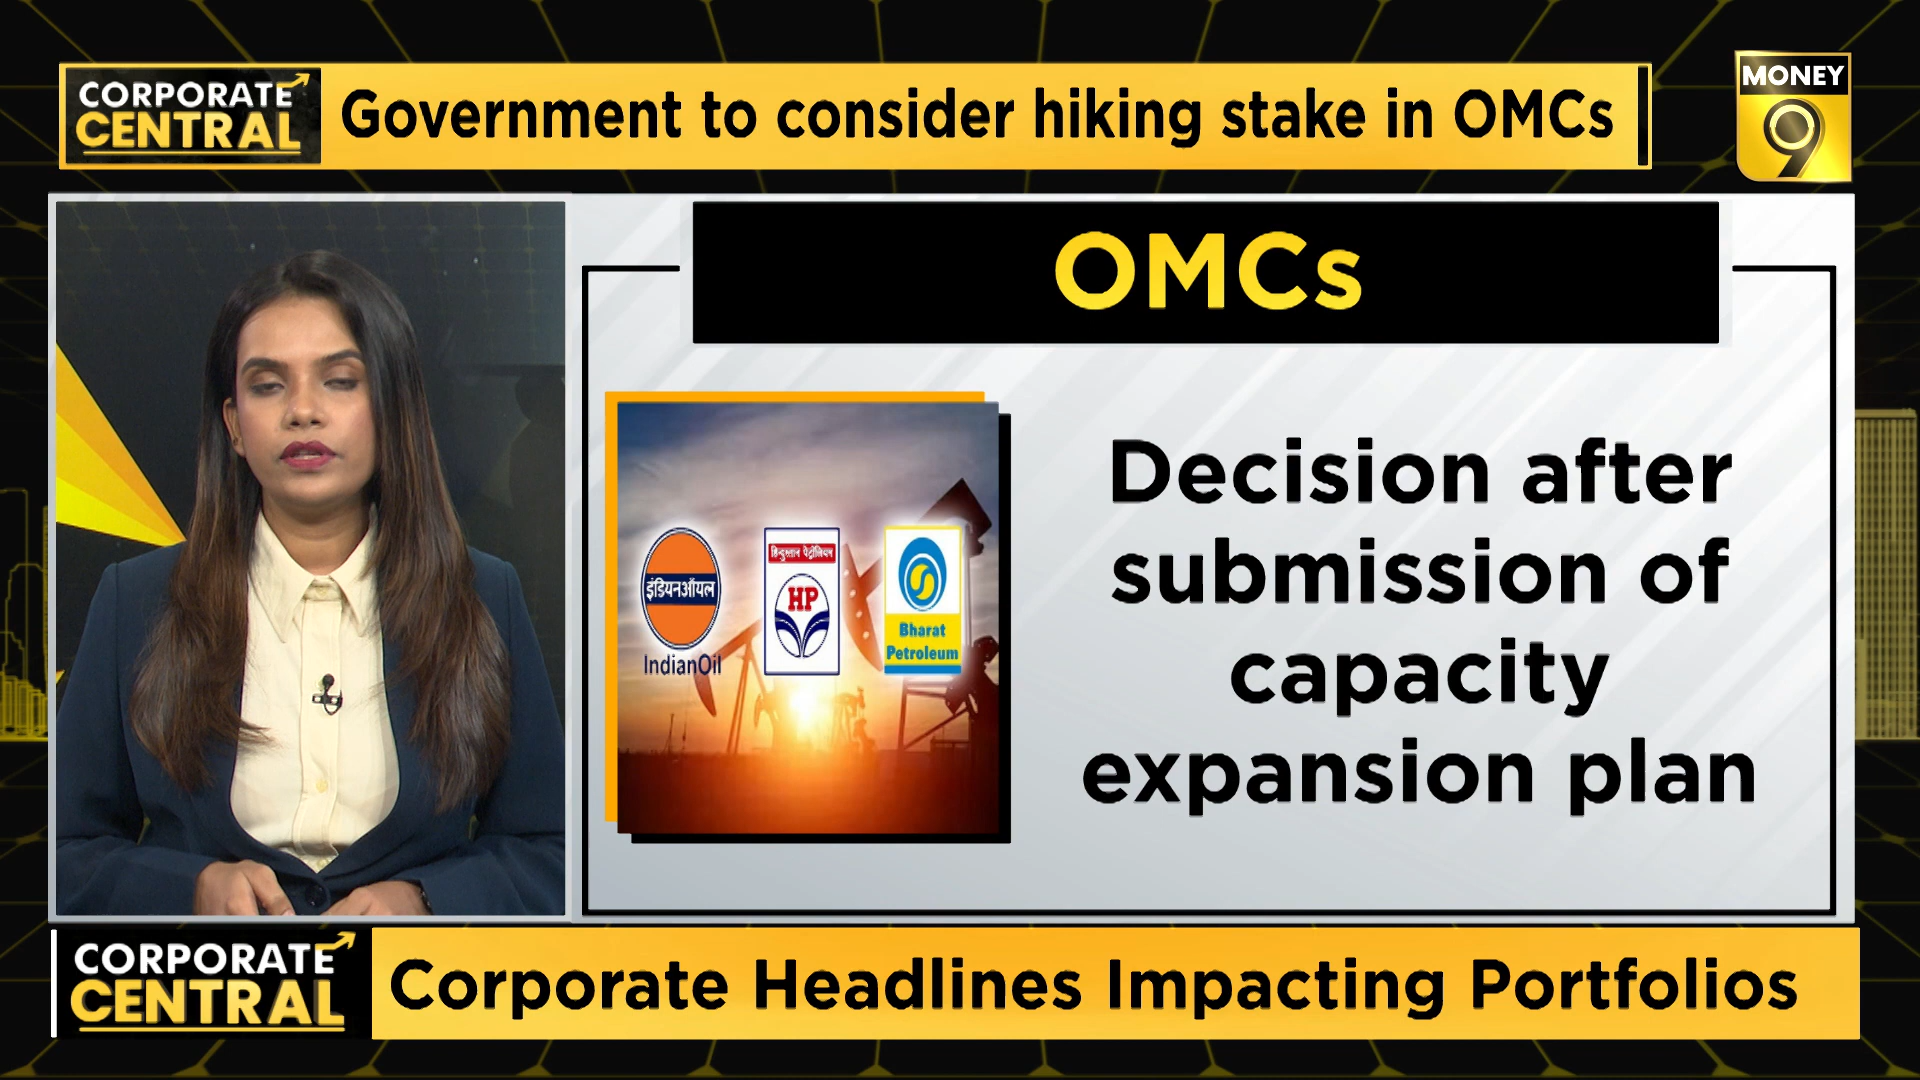 CORPORATE
CENTRAL
Government to consider hiking stake in OMCs
MONEY
9
OMCs
इंडियनऑयल
IndianOil
हिन्दुस्तान पेट्रोलियम
HP
Bharat
Petroleum
Decision after
submission of
capacity
expansion plan
CORPORATE
CENTRAL
Corporate Headlines Impacting Portfolios